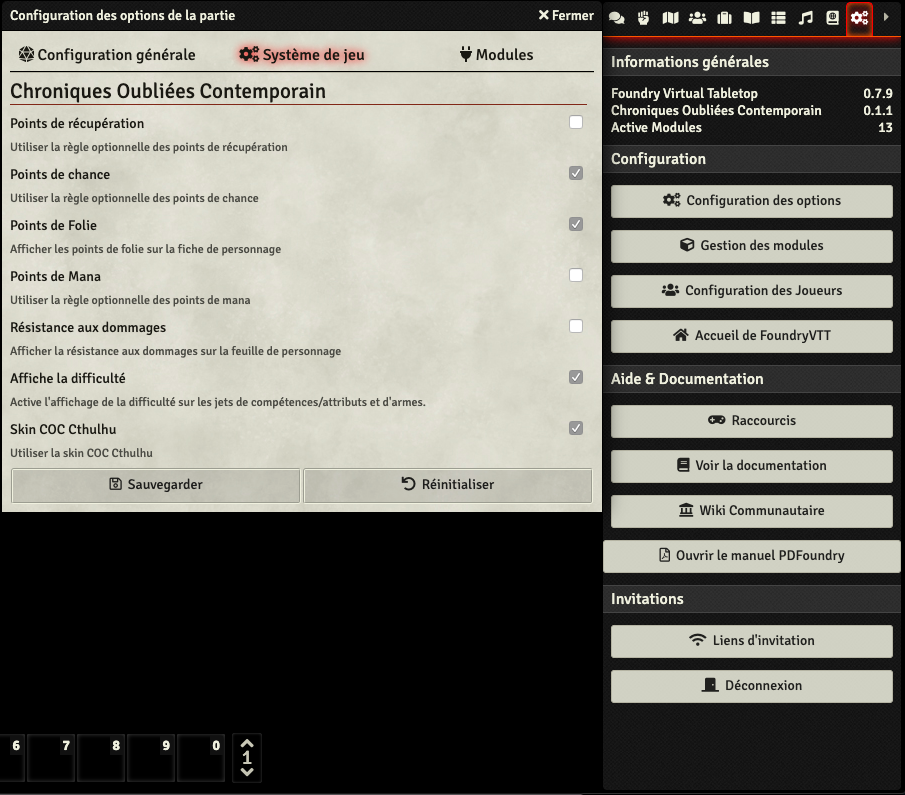 Configuration des options de la partie
Fermer
Configuration générale
Système de jeu
Modules
Chroniques Oubliées Contemporain
Points de récupération
Utiliser la règle optionnelle des points de récupération
Points de chance
Utiliser la règle optionnelle des points de chance
Points de Folie
Afficher les points de folie sur la fiche de personnage
Points de Mana
Utiliser la règle optionnelle des points de mana
Résistance aux dommages
Afficher la résistance aux dommages sur la feuille de personnage
Affiche la difficulté
Active l'affichage de la difficulté sur les jets de compétences/attributs et d'armes.
Skin COC Cthulhu
Utiliser la skin COC Cthulhu
Sauvegarder
Réinitialiser
6 7 8 9 0
1
Informations générales
Foundry Virtual Tabletop 0.7.9
Chroniques Oubliées Contemporain 0.1.1
Active Modules 13
Configuration
Configuration des options
Gestion des modules
Configuration des Joueurs
Accueil de FoundryVTT
Aide & Documentation
Raccourcis
Voir la documentation
Wiki Communautaire
Ouvrir le manuel PDFoundry
Invitations
Liens d'invitation
Déconnexion